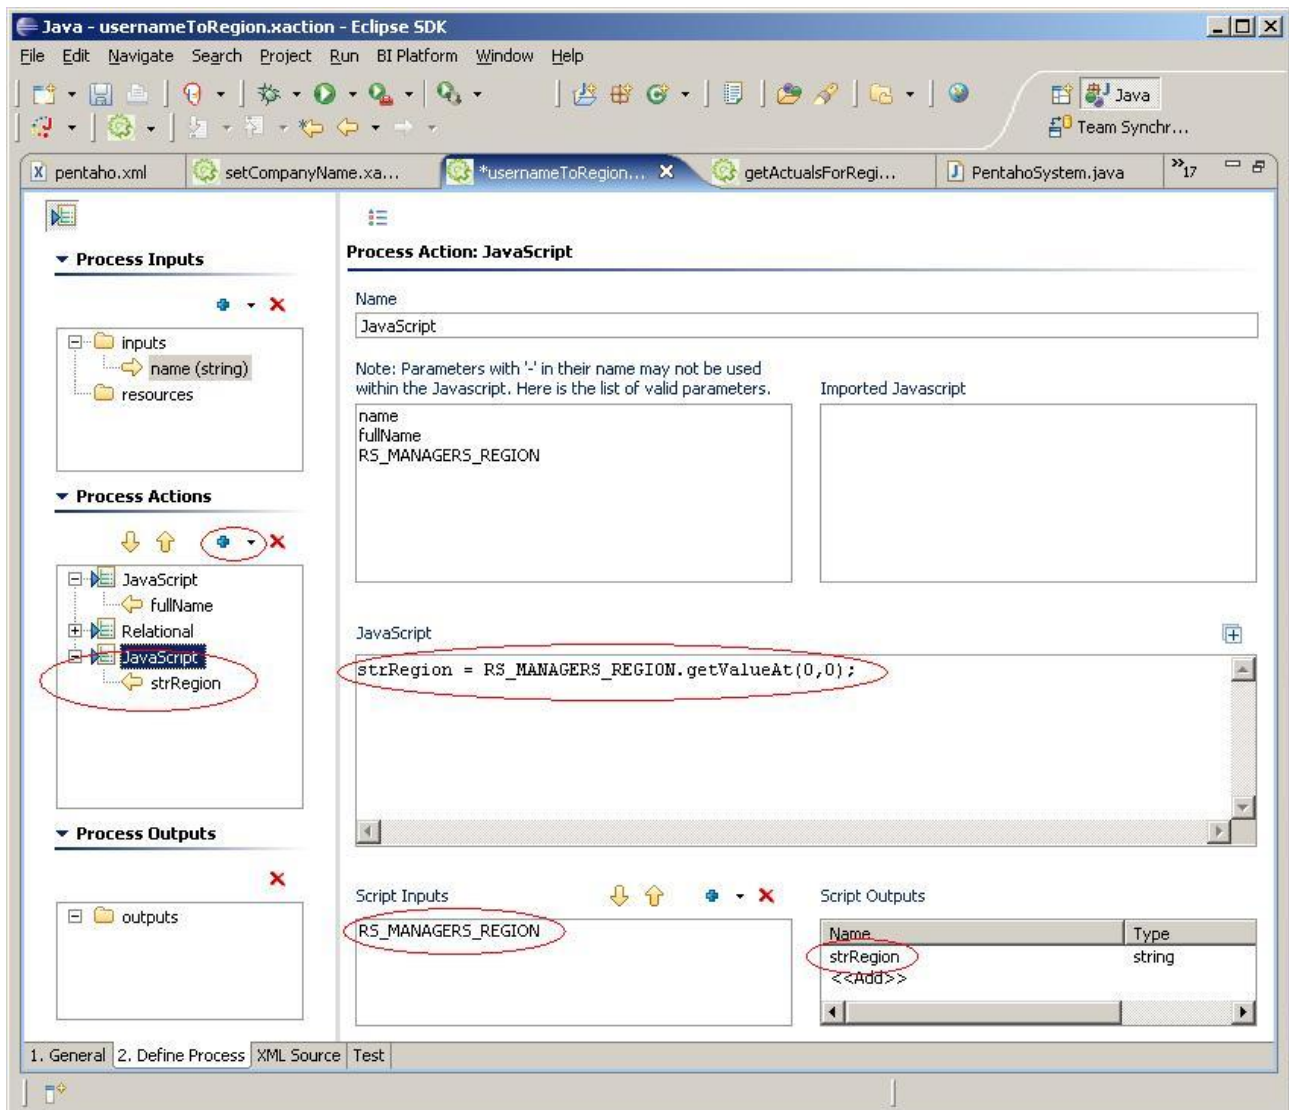 Java - usernameToRegion.xaction - Eclipse SDK
File Edit Navigate Search Project Run BI Platform Window Help
Java
Team Synchr...
pentaho.xml setCompanyName.xa... *usernameToRegion... getActualsForRegi... PentahoSystem.java »17
Process Inputs
inputs
name (string)
resources
Process Actions
JavaScript
fullName
Relational
JavaScript
strRegion
Process Outputs
outputs
Process Action: JavaScript
Name
JavaScript
Note: Parameters with '-' in their name may not be used
within the Javascript. Here is the list of valid parameters.
name
fullName
RS_MANAGERS_REGION
Imported Javascript
JavaScript
strRegion = RS_MANAGERS_REGION.getValueAt(0,0);
Script Inputs
RS_MANAGERS_REGION
Script Outputs
Name Type
strRegion string
<<Add>>
1. General 2. Define Process XML Source Test